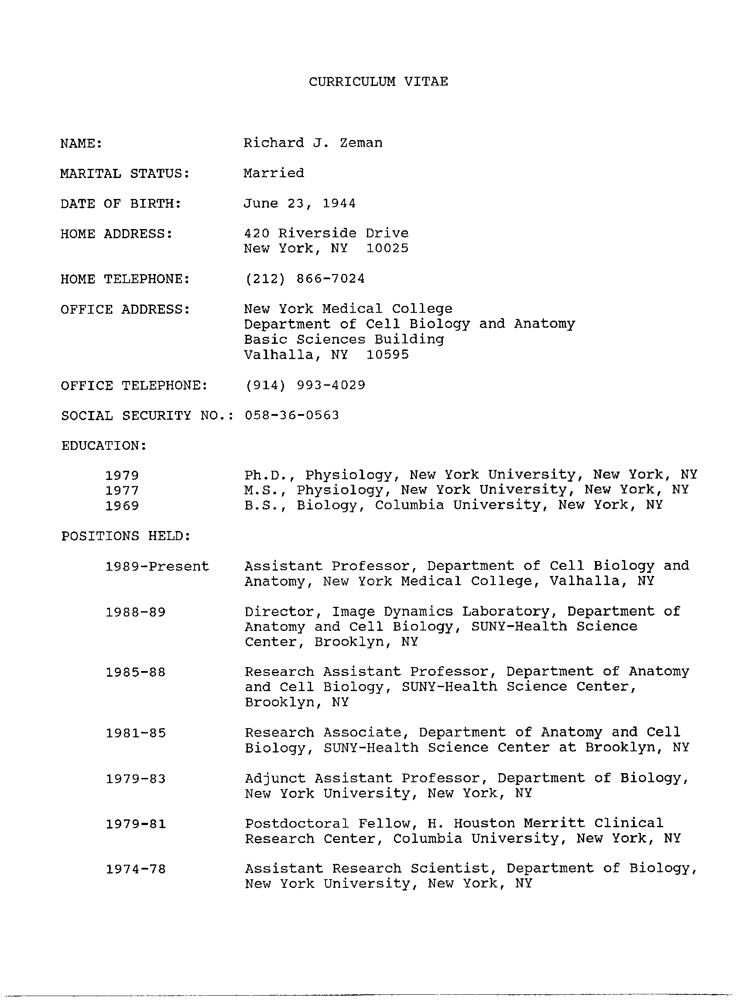 CURRICULUM VITAE
NAME: Richard J. Zeman
MARITAL STATUS: Married
DATE OF BIRTH: June 23, 1944
HOME ADDRESS: 420 Riverside Drive
New York, NY 10025
HOME TELEPHONE: (212) 866-7024
OFFICE ADDRESS: New York Medical College
Department of Cell Biology and Anatomy
Basic Sciences Building
Valhalla, NY 10595
OFFICE TELEPHONE: (914) 993-4029
SOCIAL SECURITY NO.: 058-36-0563
EDUCATION:
1979 Ph.D., Physiology, New York University, New York, NY
1977 M.S., Physiology, New York University, New York, NY
1969 B.S., Biology, Columbia University, New York, NY
POSITIONS HELD:
1989-Present Assistant Professor, Department of Cell Biology and
Anatomy, New York Medical College, Valhalla, NY
1988-89 Director, Image Dynamics Laboratory, Department of
Anatomy and Cell Biology, SUNY-Health Science
Center, Brooklyn, NY
1985-88 Research Assistant Professor, Department of Anatomy
and Cell Biology, SUNY-Health Science Center,
Brooklyn, NY
1981-85 Research Associate, Department of Anatomy and Cell
Biology, SUNY-Health Science Center at Brooklyn, NY
1979-83 Adjunct Assistant Professor, Department of Biology,
New York University, New York, NY
1979-81 Postdoctoral Fellow, H. Houston Merritt Clinical
Research Center, Columbia University, New York, NY
1974-78 Assistant Research Scientist, Department of Biology,
New York University, New York, NY